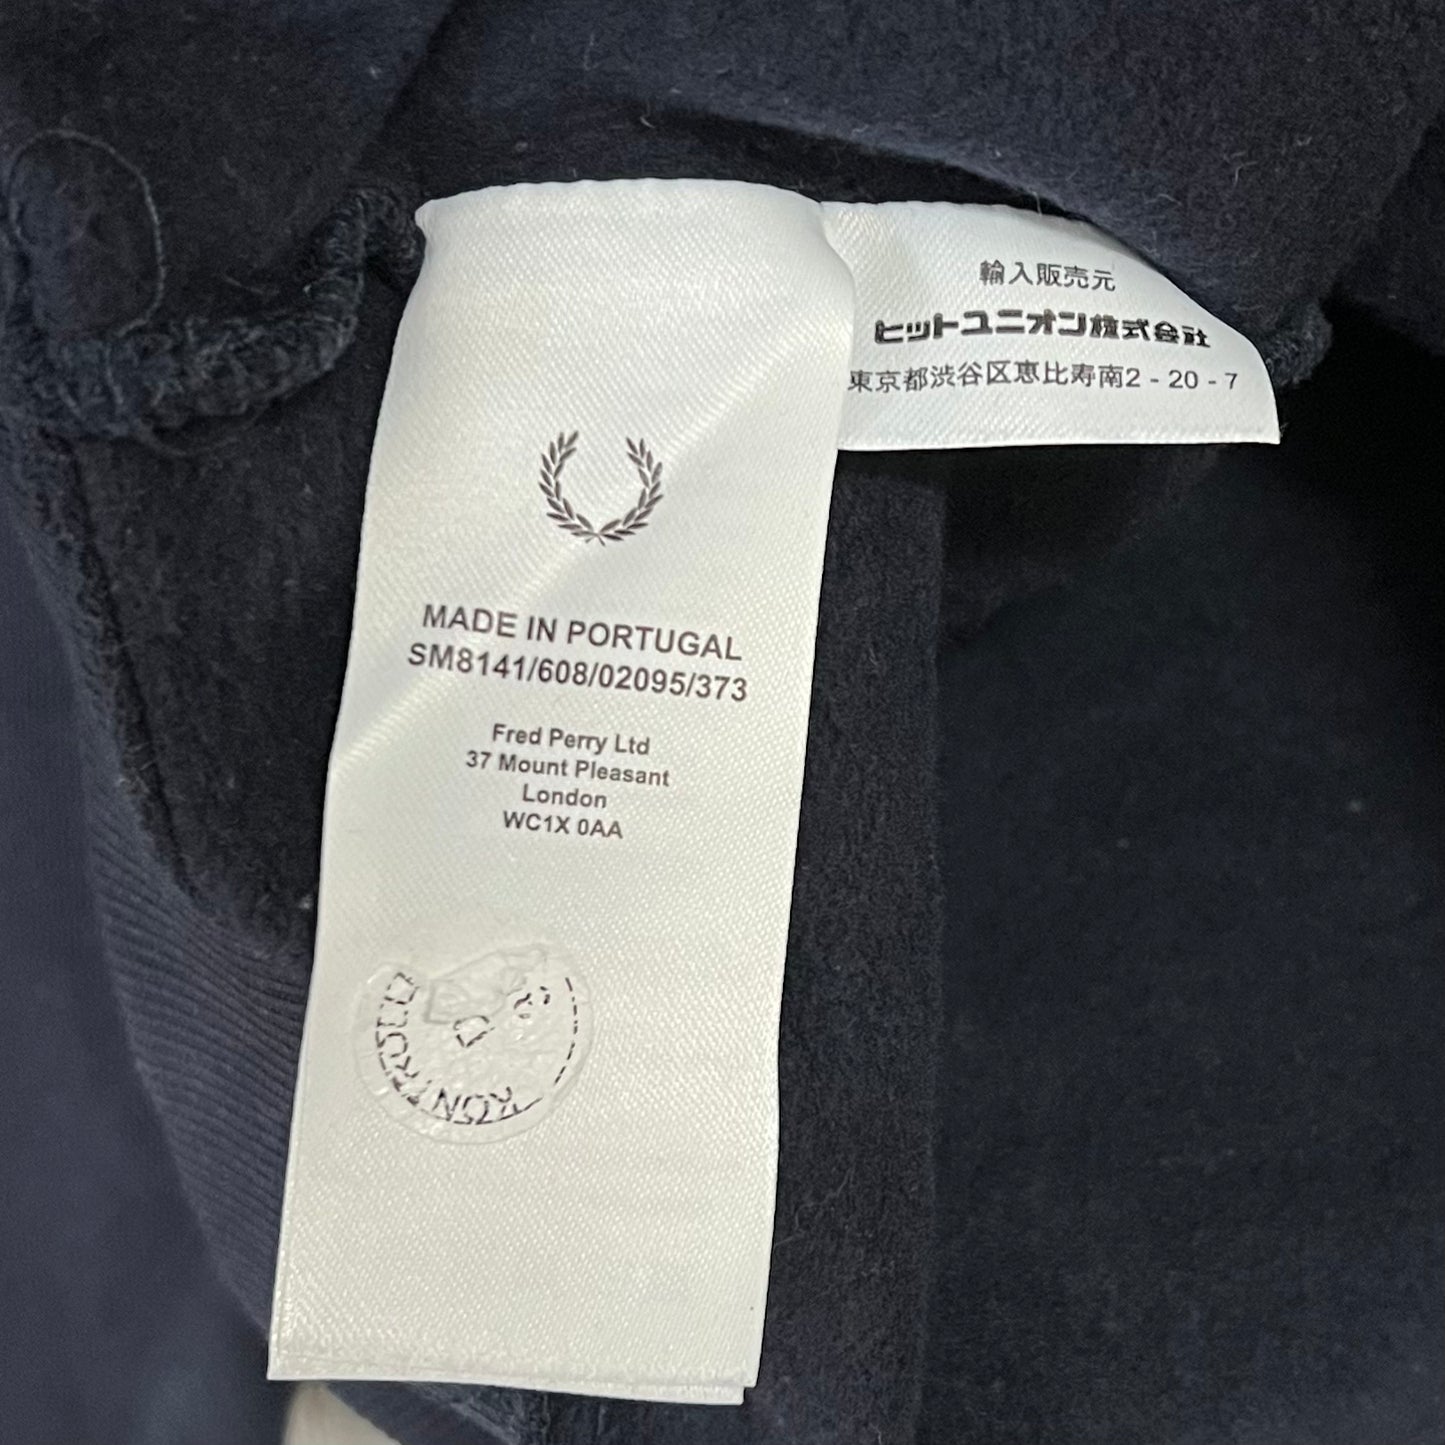 MADE IN PORTUGAL
SM8141/608/02095/373
Fred Perry Ltd
37 Mount Pleasant
London
WC1X 0AA
輸入販売元
ヒットユニオン株式会社
東京都渋谷区恵比寿南2-20-7